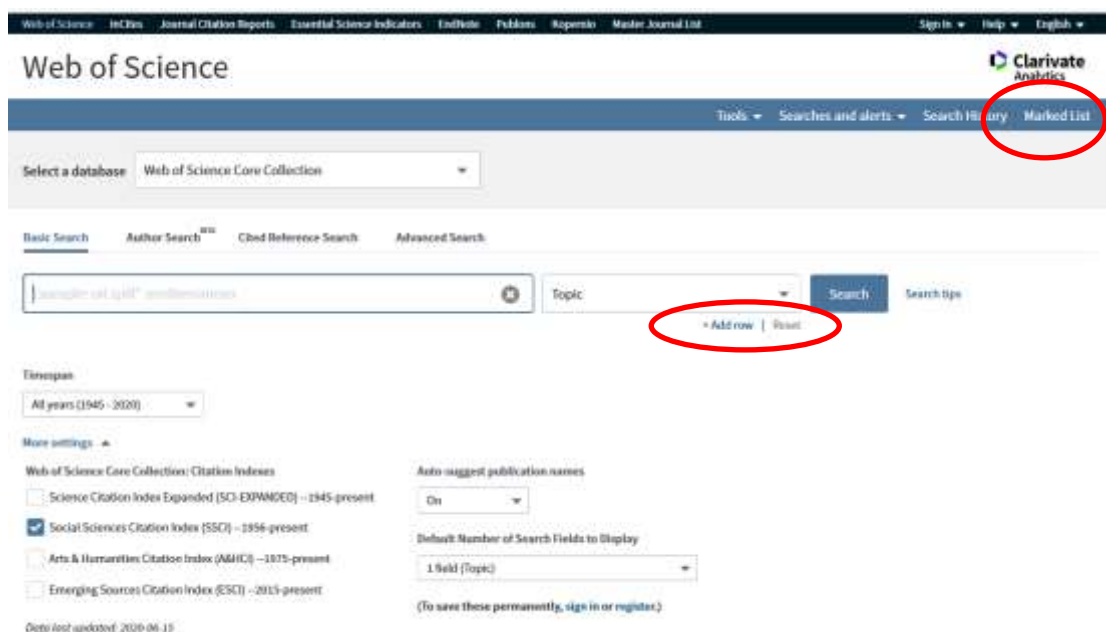 Web of Science InCites Journal Citation Reports Essential Science Indicators EndNote Publons Kopernio Master Journal List Sign In Help English
Web of Science
Clarivate
Analytics
Tools Searches and alerts Search History Marked List
Select a database Web of Science Core Collection
Basic Search Author Search Cited Reference Search Advanced Search
Topic Search Search tips
+ Add row | Reset
Timespan
All years (1945 - 2020)
More settings
Web of Science Core Collection: Citation Indexes
Auto-suggest publication names
Science Citation Index Expanded (SCI-EXPANDED) --1945-present
On
Social Sciences Citation Index (SSCI) --1956-present
Default Number of Search Fields to Display
Arts & Humanities Citation Index (A&HCI) --1975-present
1 field (Topic)
Emerging Sources Citation Index (ESCI) --2015-present
(To save these permanently, sign in or register.)
Data last updated: 2020-06-15